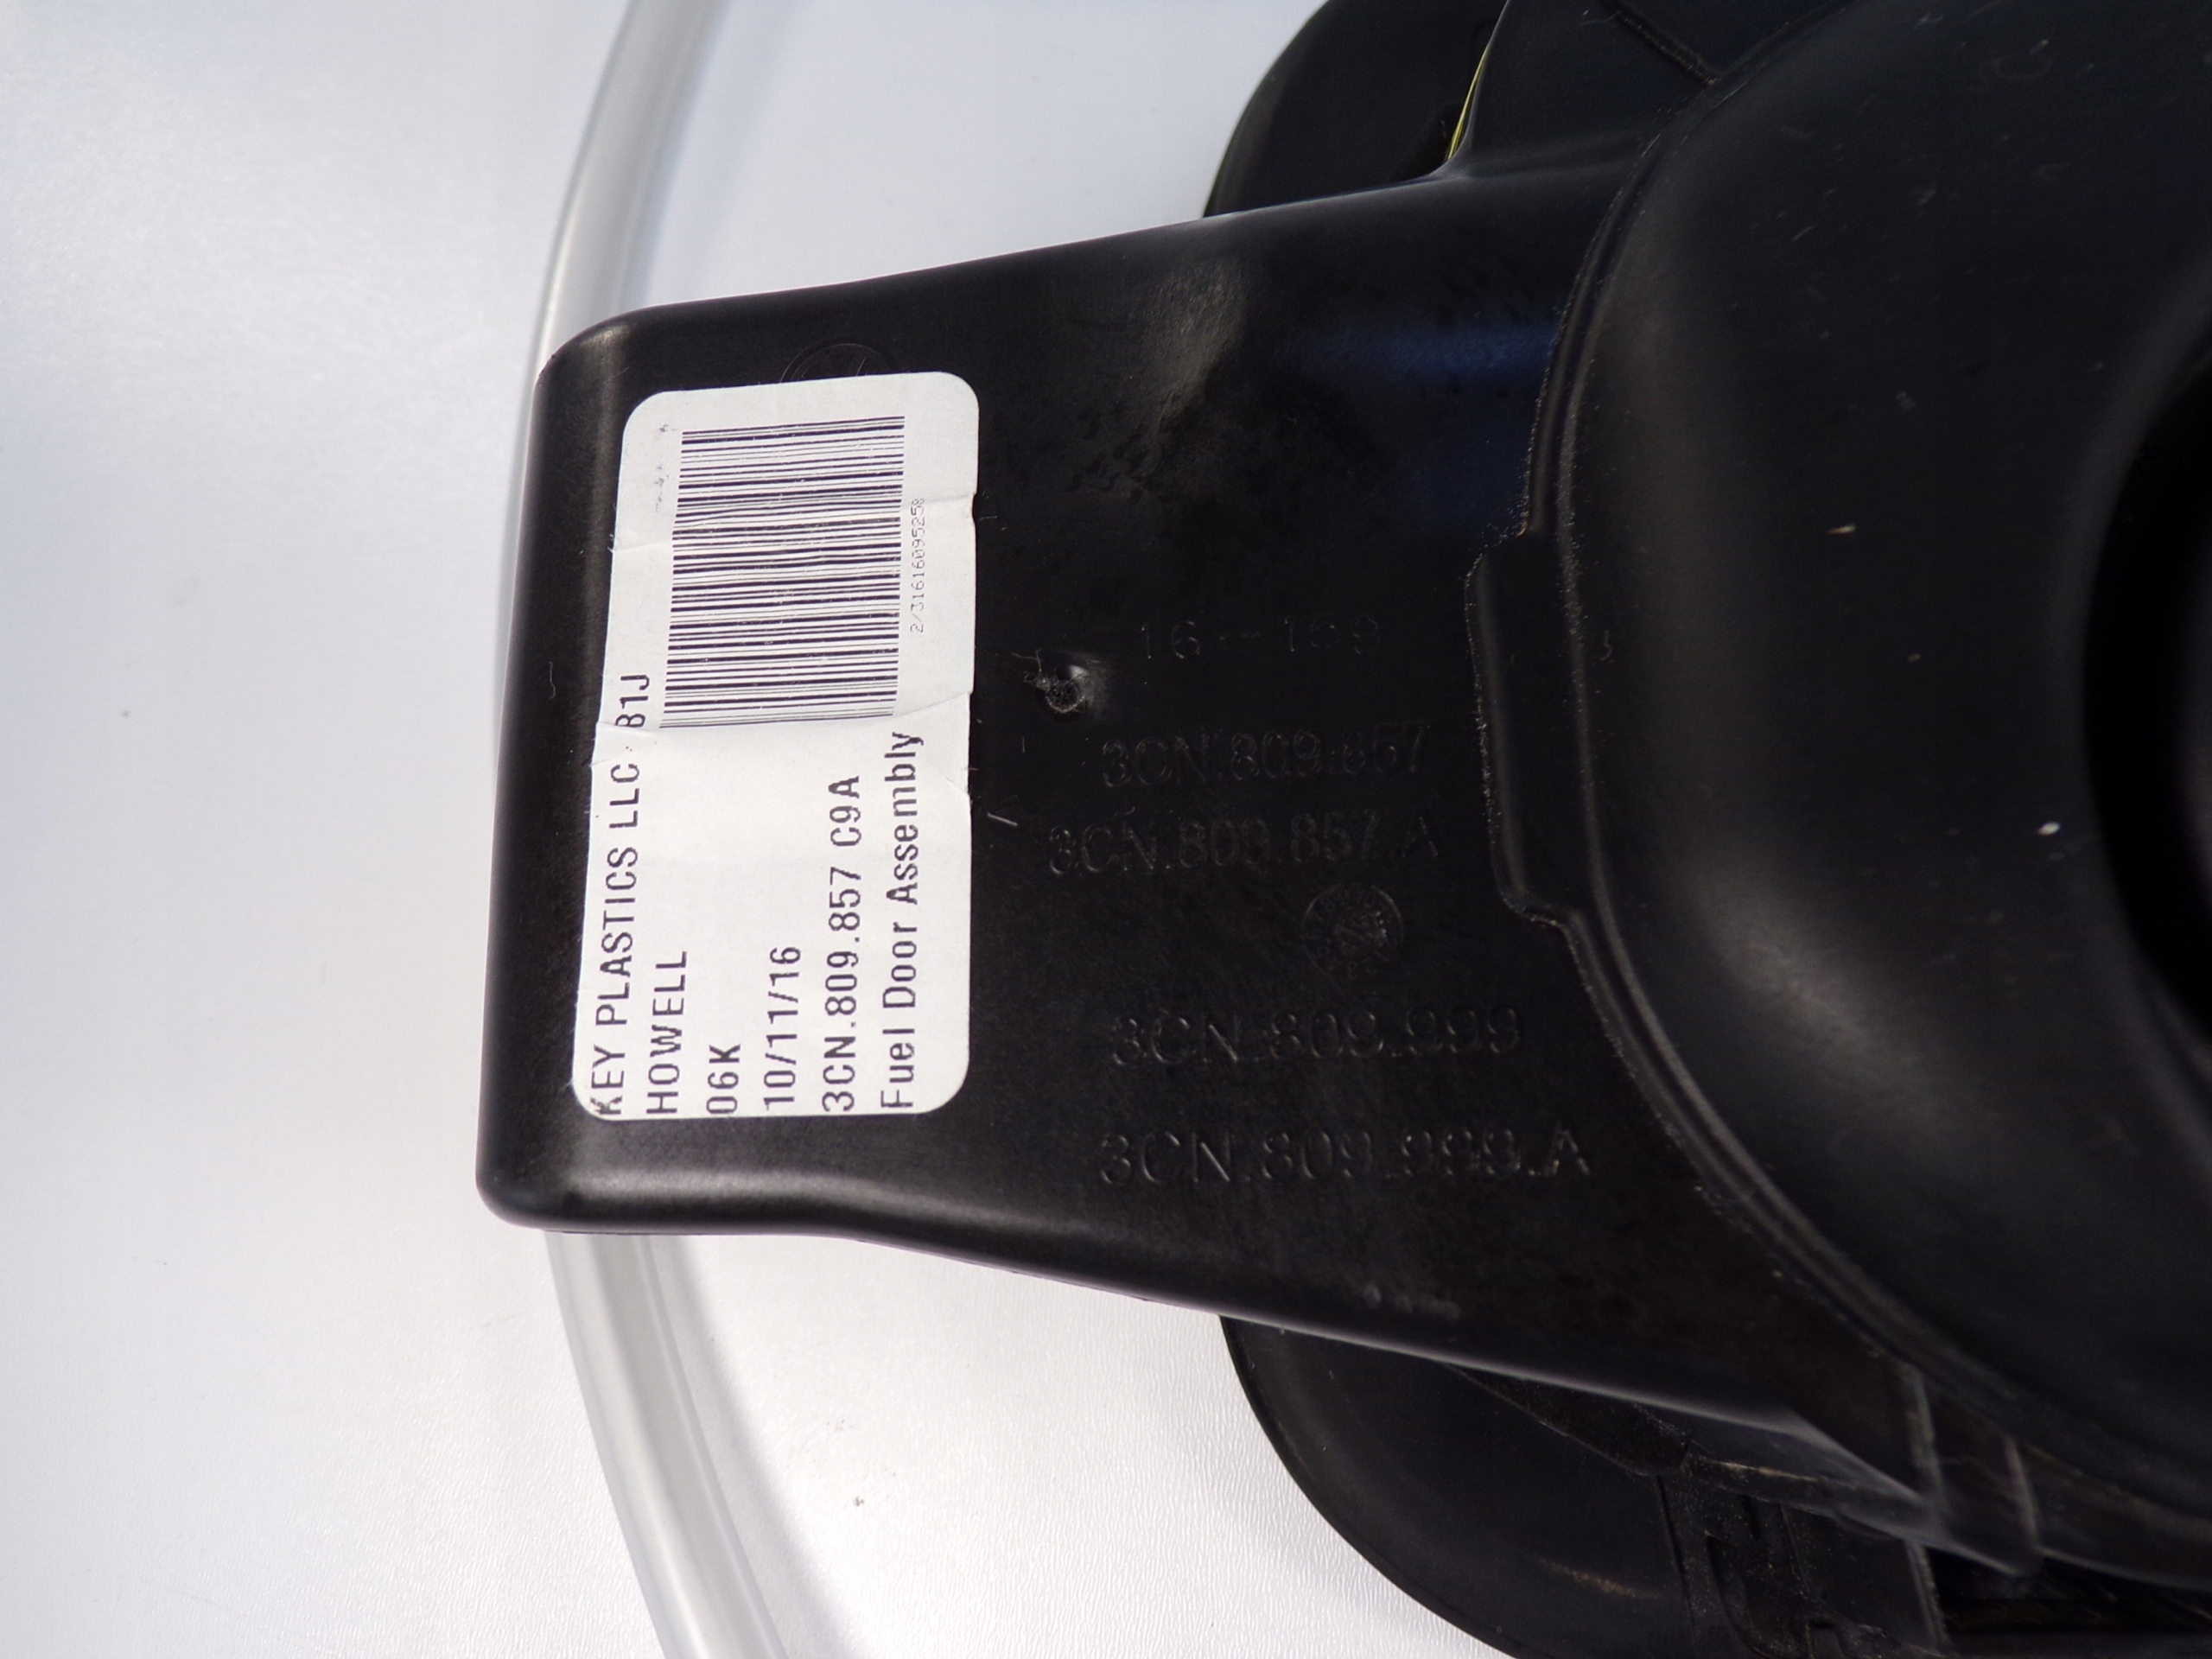 KEY PLASTICS LLC 81J
HOWELL
06K
10/11/16
3CN.809.857 C9A
Fuel Door Assembly
3CN.809.857
3CN.809.857.A
3CN.809.999
3CN.809.999.A